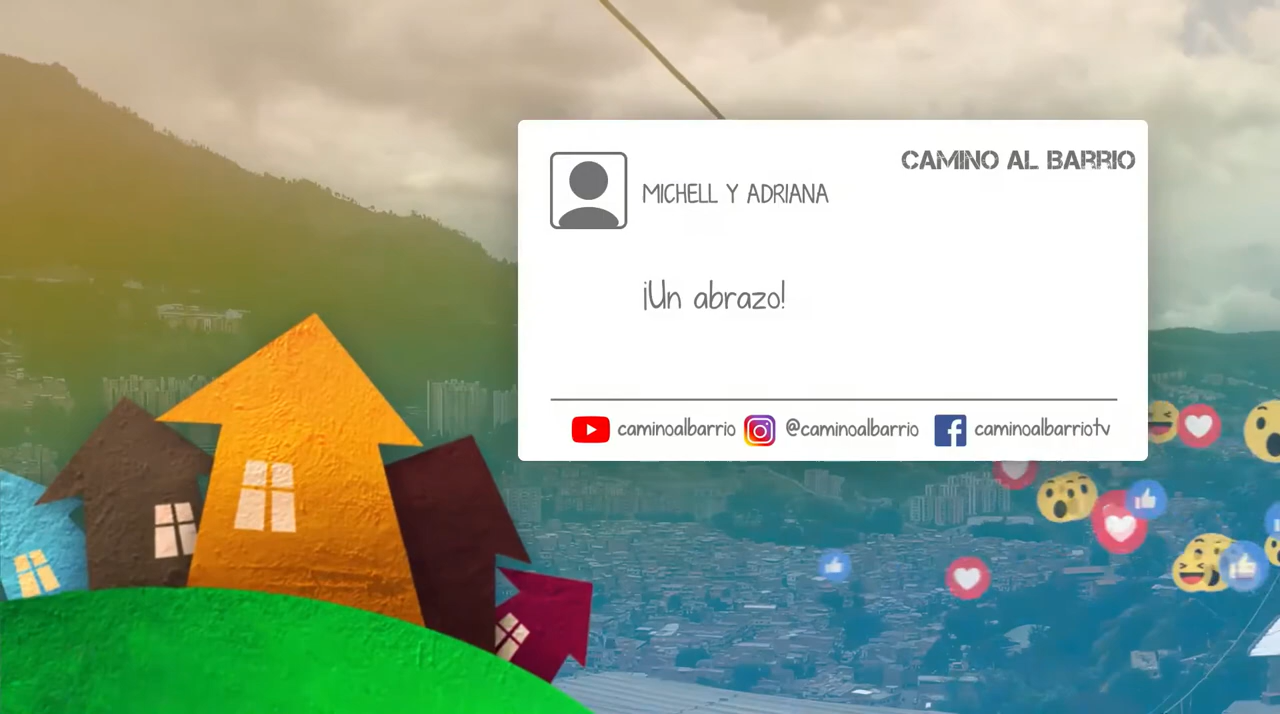 CAMINO AL BARRIO
MICHELL Y ADRIANA
¡Un abrazo!
caminoalbarrio @caminoalbarrio caminoalbarriotv